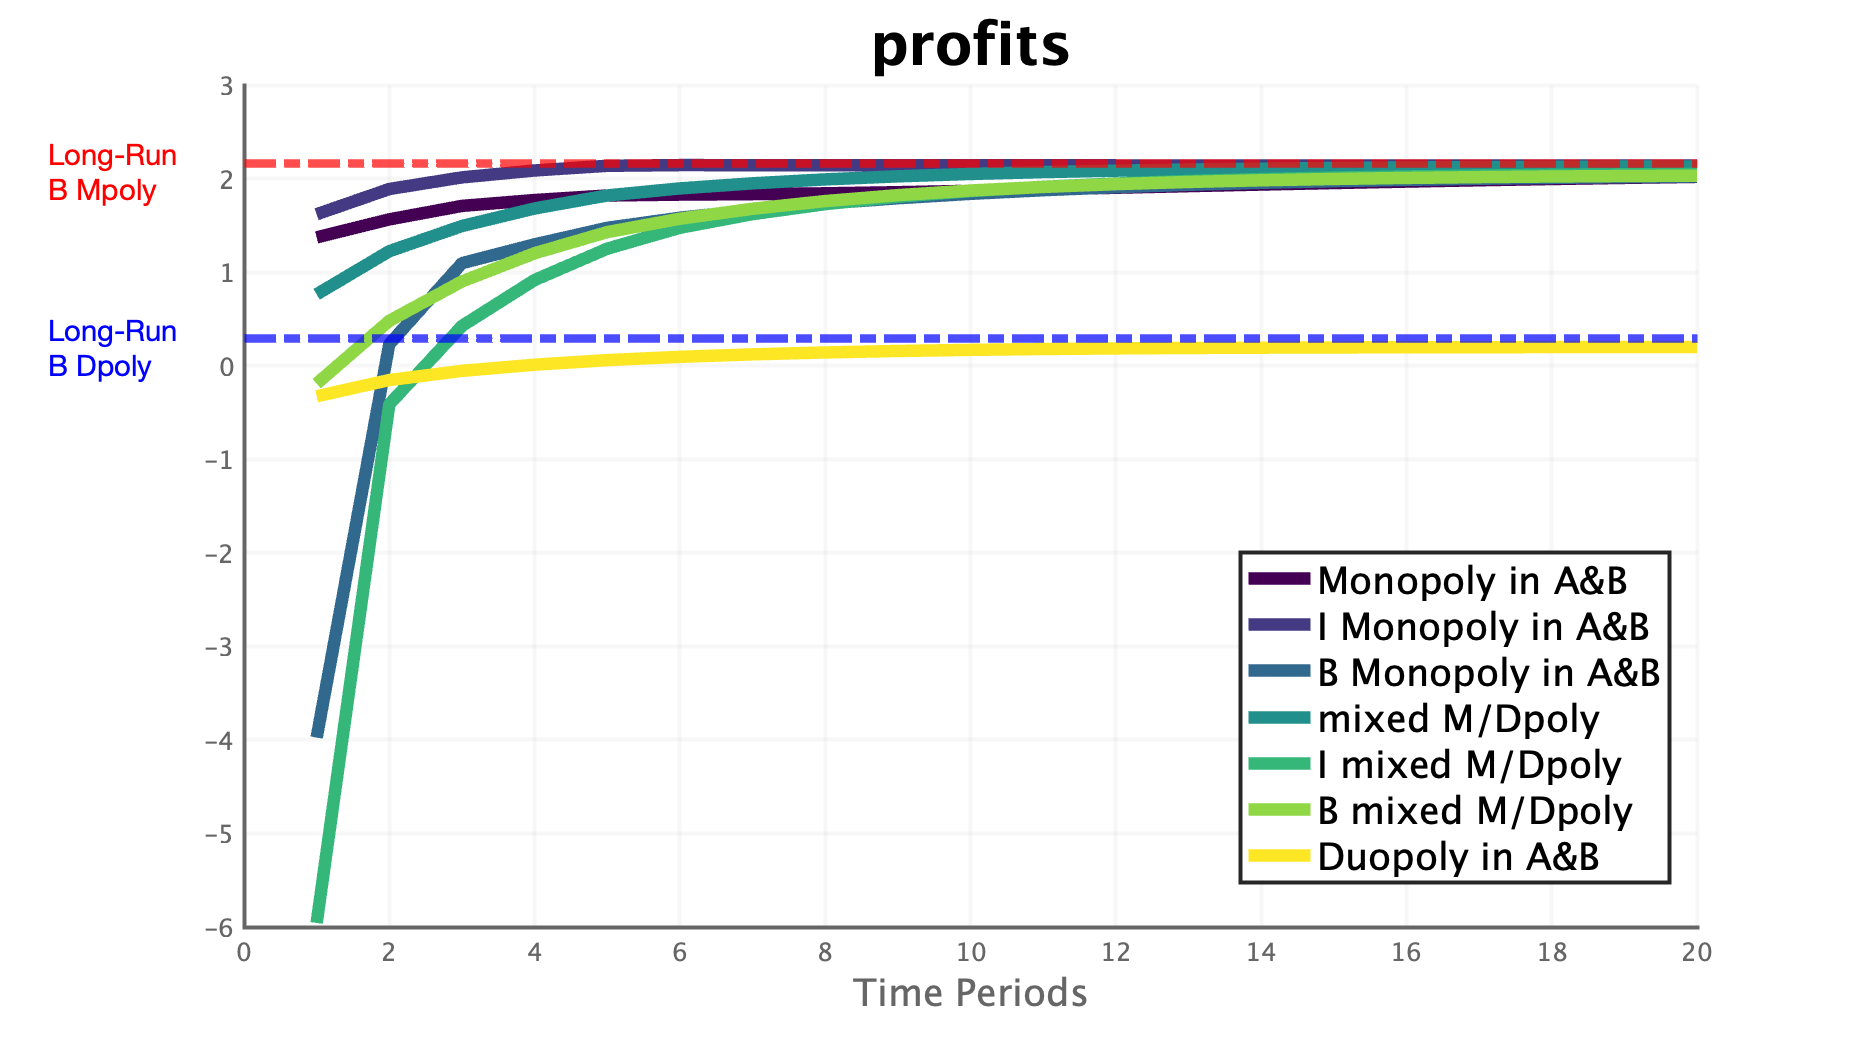 profits
3
2
1
0
–1
–2
–3
–4
–5
–6
Long-Run
B Mpoly
Long-Run
B Dpoly
Monopoly in A&B
I Monopoly in A&B
B Monopoly in A&B
mixed M/Dpoly
I mixed M/Dpoly
B mixed M/Dpoly
Duopoly in A&B
0 2 4 6 8 10 12 14 16 18 20
Time Periods